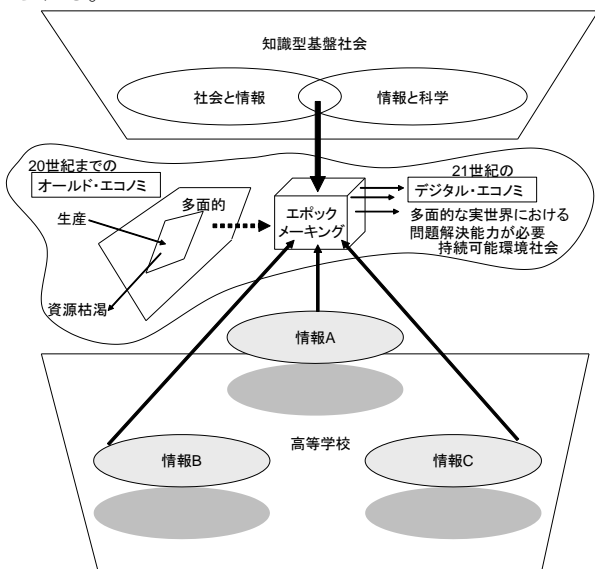 知識型基盤社会
社会と情報
情報と科学
20世紀までの
オールド・エコノミ
生産
多面的
資源枯渇
エポック
メーキング
21世紀の
デジタル・エコノミ
多面的な実世界における
問題解決能力が必要
持続可能環境社会
情報A
高等学校
情報B
情報C